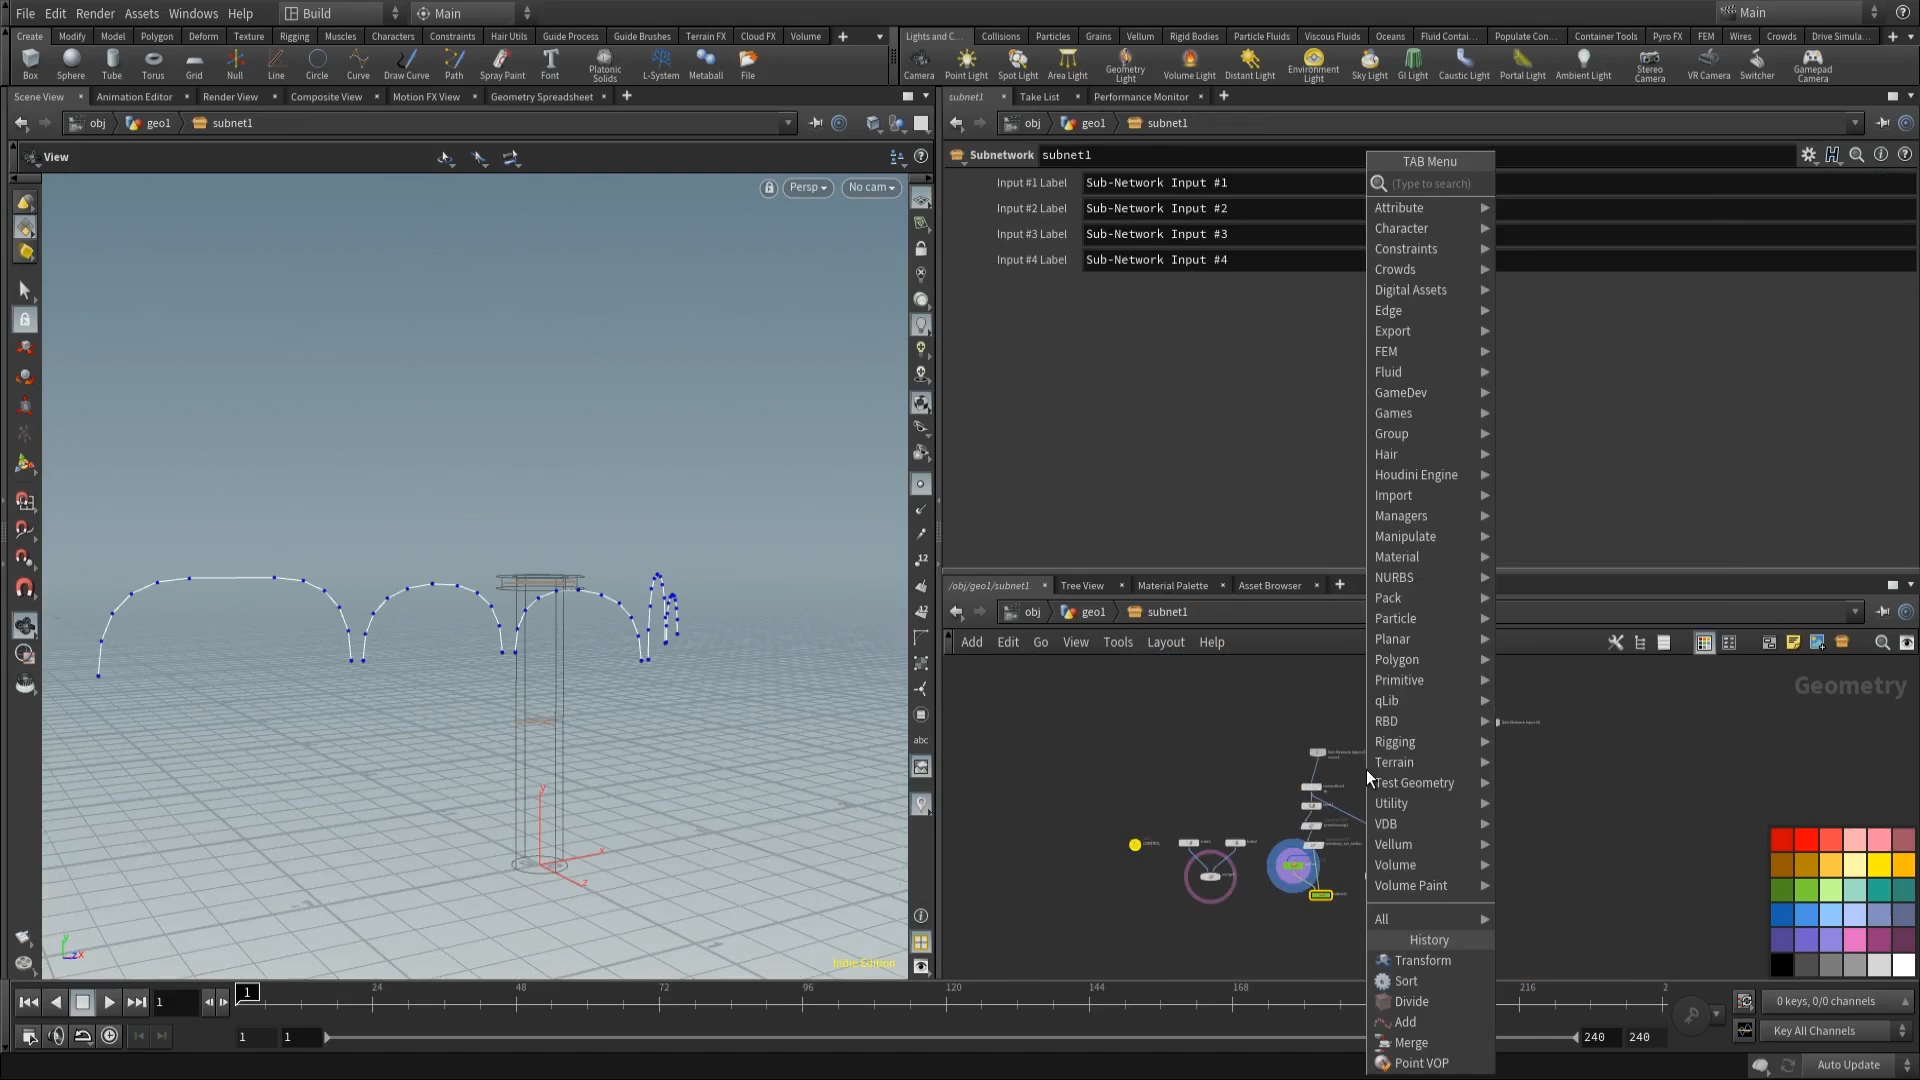 File Edit Render Assets Windows Help Build Main Main
Create Modify Model Polygon Deform Texture Rigging Muscles Characters Constraints Hair Utils Guide Process Guide Brushes Terrain FX Cloud FX Volume
Lights and C... Collisions Particles Grains Vellum Rigid Bodies Particle Fluids Viscous Fluids Oceans Fluid Contai... Populate Con... Container Tools Pyro FX FEM Wires Crowds Drive Simula...
Box Sphere Tube Torus Grid Null Line Circle Curve Draw Curve Path Spray Paint Font Platonic Solids L-System Metaball File
Camera Point Light Spot Light Area Light Geometry Light Volume Light Distant Light Environment Light Sky Light GI Light Caustic Light Portal Light Ambient Light Stereo Camera VR Camera Switcher Gamepad Camera
Scene View Animation Editor Render View Composite View Motion FX View Geometry Spreadsheet
subnet1 Take List Performance Monitor
obj geo1 subnet1
obj geo1 subnet1
View
Subnetwork subnet1
Persp No cam
Input #1 Label Sub-Network Input #1
Input #2 Label Sub-Network Input #2
Input #3 Label Sub-Network Input #3
Input #4 Label Sub-Network Input #4
TAB Menu
(Type to search)
Attribute
Character
Constraints
Crowds
Digital Assets
Edge
Export
FEM
Fluid
GameDev
Games
Group
Hair
Houdini Engine
Import
Managers
Manipulate
Material
NURBS
Pack
Particle
Planar
Polygon
Primitive
qLib
RBD
Rigging
Terrain
Test Geometry
Utility
VDB
Vellum
Volume
Volume Paint
All
History
Transform
Sort
Divide
Add
Merge
Point VOP
/obj/geo1/subnet1 Tree View Material Palette Asset Browser
obj geo1 subnet1
Add Edit Go View Tools Layout Help
Geometry
12
abc
y
x
z
y
zx
Indie Edition
1
1 24 48 72 96 120 144 168 216 2
1 1 240 240
0 keys, 0/0 channels
Key All Channels
Auto Update